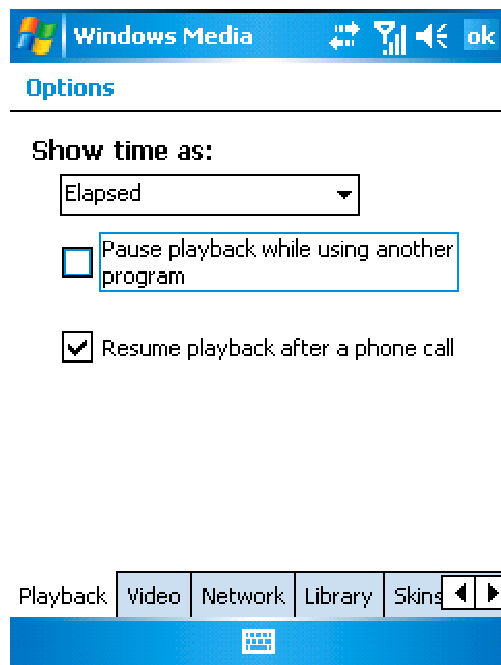 Windows Media
ok
Options
Show time as:
Elapsed
Pause playback while using another
program
Resume playback after a phone call
Playback Video Network Library Skins